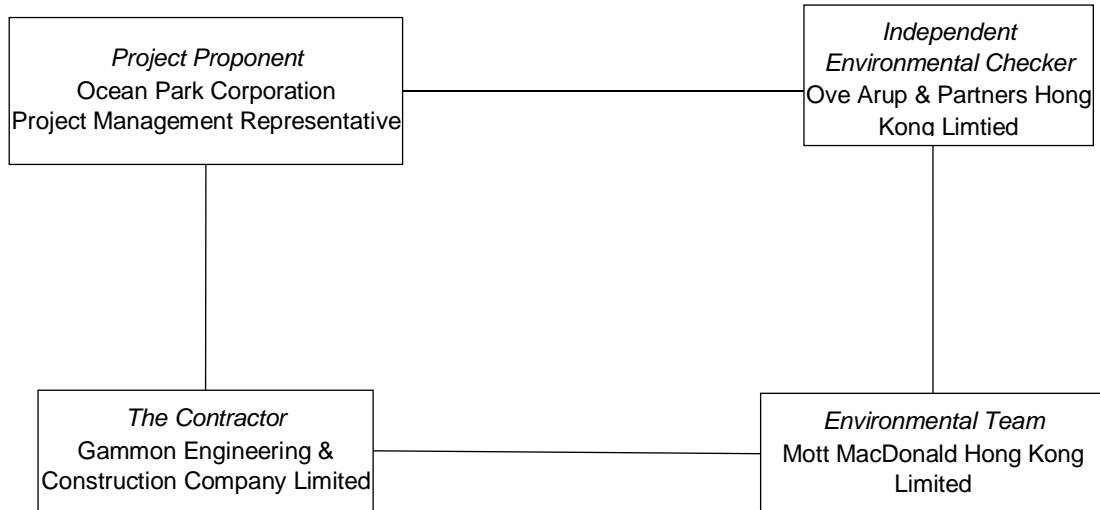 Project Proponent
Ocean Park Corporation
Project Management Representative
Independent
Environmental Checker
Ove Arup & Partners Hong
Kong Limtied
The Contractor
Gammon Engineering &
Construction Company Limited
Environmental Team
Mott MacDonald Hong Kong
Limited